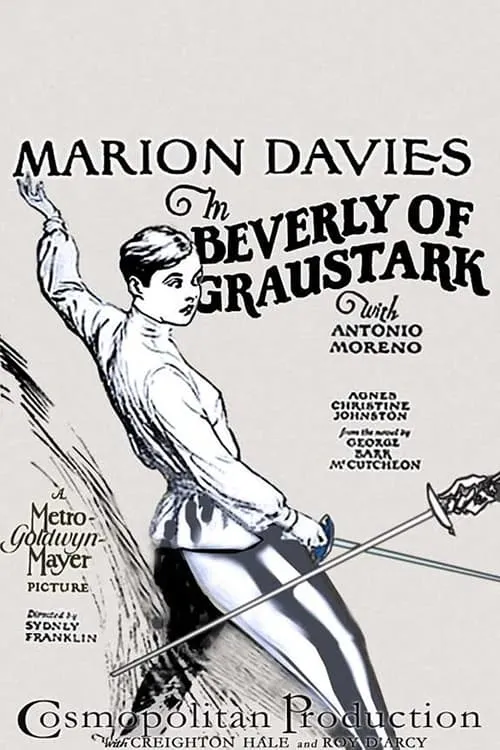 MARION DAVIES
In
BEVERLY OF
GRAUSTARK
with
ANTONIO
MORENO
AGNES
CHRISTINE
JOHNSTON
from the novel by
GEORGE
BARR
McCUTCHEON
A
Metro-
Goldwyn-
Mayer
PICTURE
Directed by
SYDNEY
FRANKLIN
Cosmopolitan Production
With CREIGHTON HALE and ROY D'ARCY